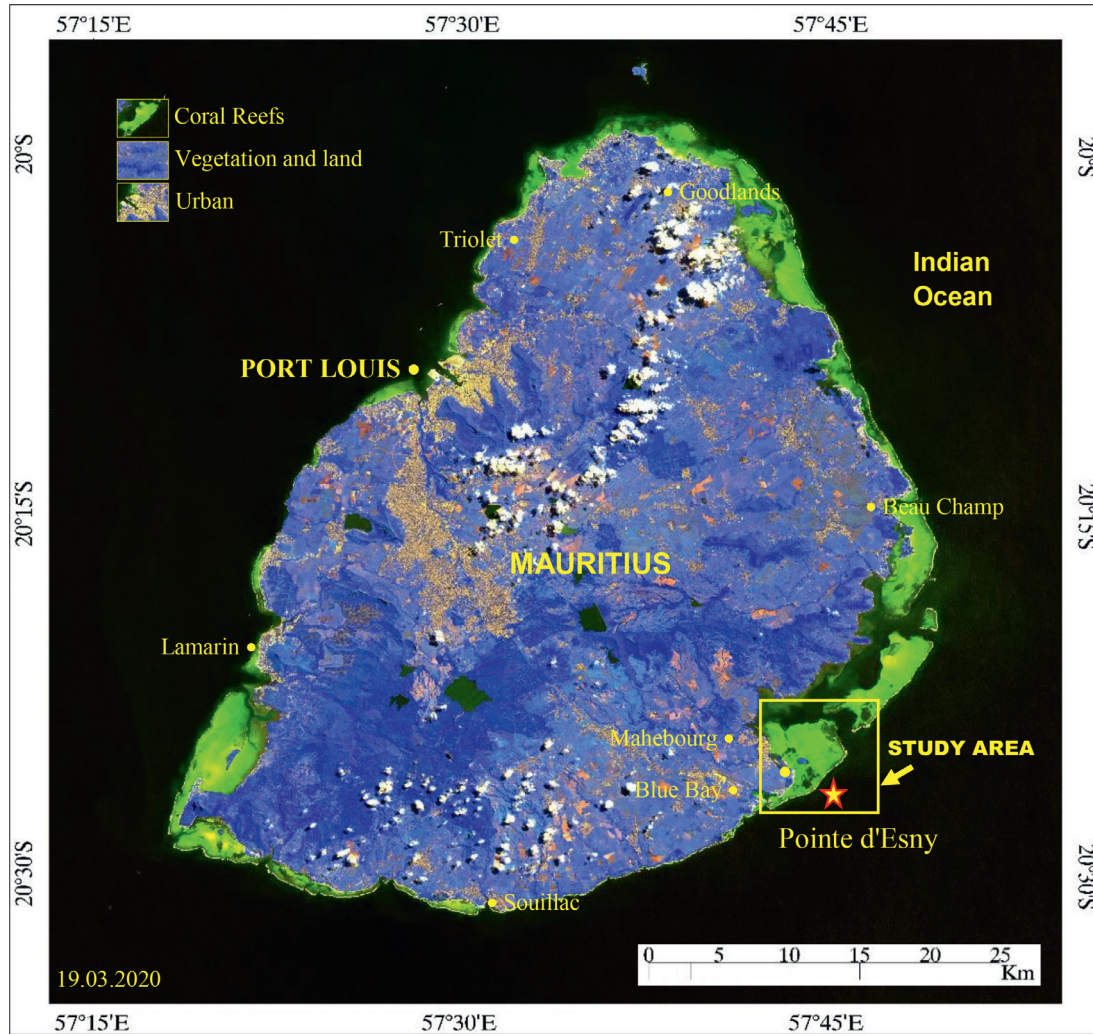 57°15'E
57°30'E
57°45'E
Coral Reefs
Vegetation and land
Urban
20°S
20°S
Goodlands
Triolet
Indian
Ocean
PORT LOUIS
20°15'S
20°15'S
Beau Champ
MAURITIUS
Lamarin
Mahebourg
STUDY AREA
Blue Bay
Pointe d'Esny
20°30'S
20°30'S
Souillac
0 5 10 15 20 25
Km
19.03.2020
57°15'E
57°30'E
57°45'E